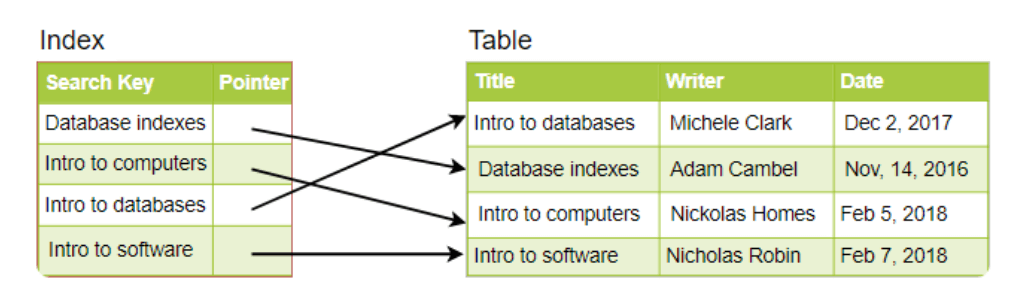 Index
Search Key Pointer
Database indexes
Intro to computers
Intro to databases
Intro to software
Table
Title Writer Date
Intro to databases Michele Clark Dec 2, 2017
Database indexes Adam Cambel Nov, 14, 2016
Intro to computers Nickolas Homes Feb 5, 2018
Intro to software Nicholas Robin Feb 7, 2018